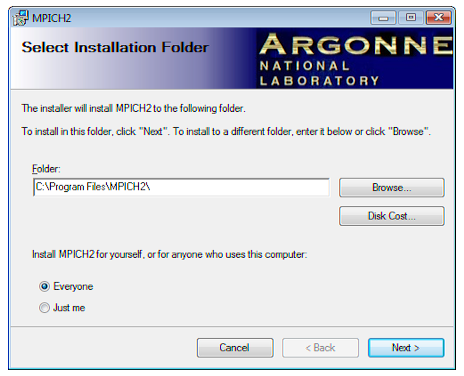 MPICH2
Select Installation Folder
ARGONNE
NATIONAL
LABORATORY
The installer will install MPICH2 to the following folder.
To install in this folder, click "Next". To install to a different folder, enter it below or click "Browse".
Folder:
C:\Program Files\MPICH2\
Browse...
Disk Cost...
Install MPICH2 for yourself, or for anyone who uses this computer:
Everyone
Just me
Cancel
< Back
Next >